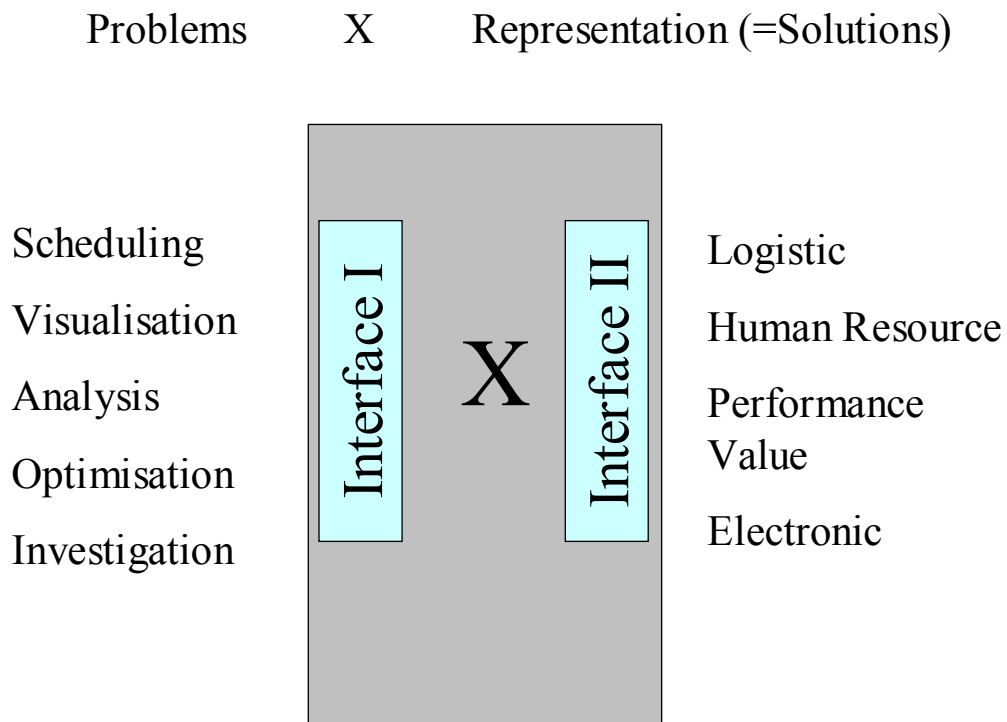 Problems X Representation (=Solutions)
Scheduling
Visualisation
Analysis
Optimisation
Investigation
Interface I
X
Interface II
Logistic
Human Resource
Performance
Value
Electronic